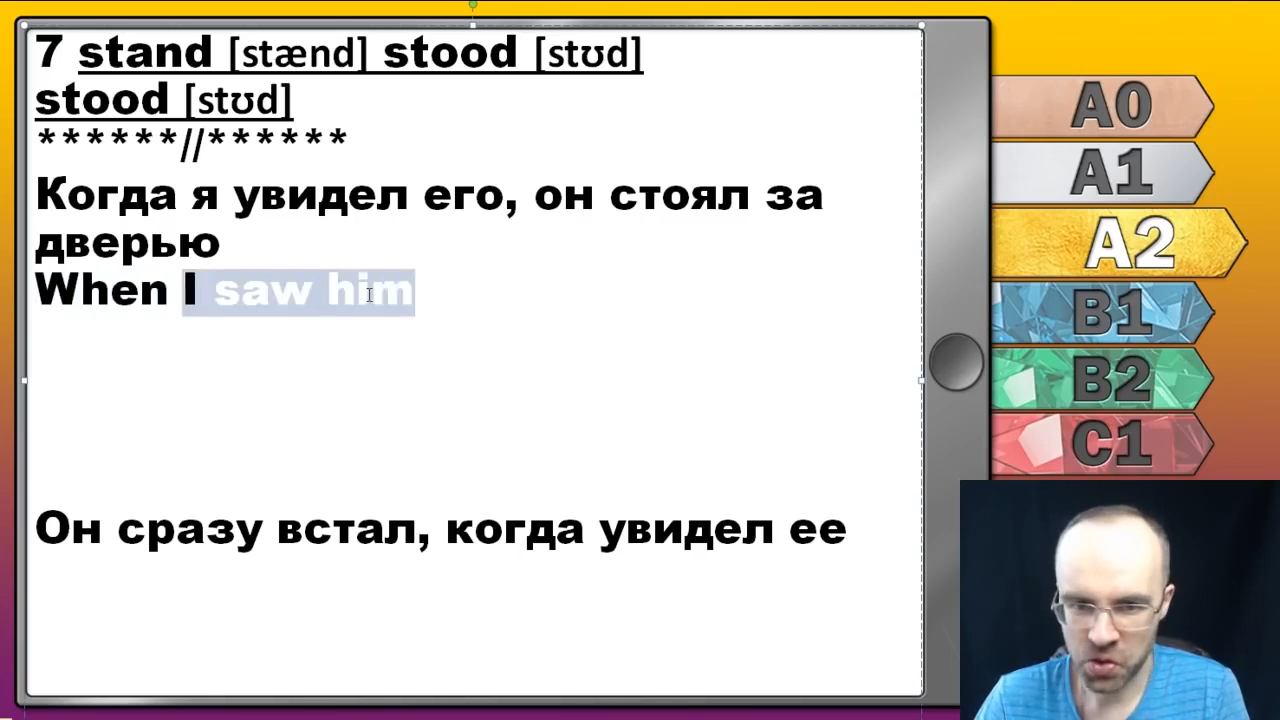 7 stand [stænd] stood [stʊd]
stood [stʊd]
******//******
Когда я увидел его, он стоял за
дверью
When I saw him
Он сразу встал, когда увидел ее
A0
A1
A2
B1
B2
C1